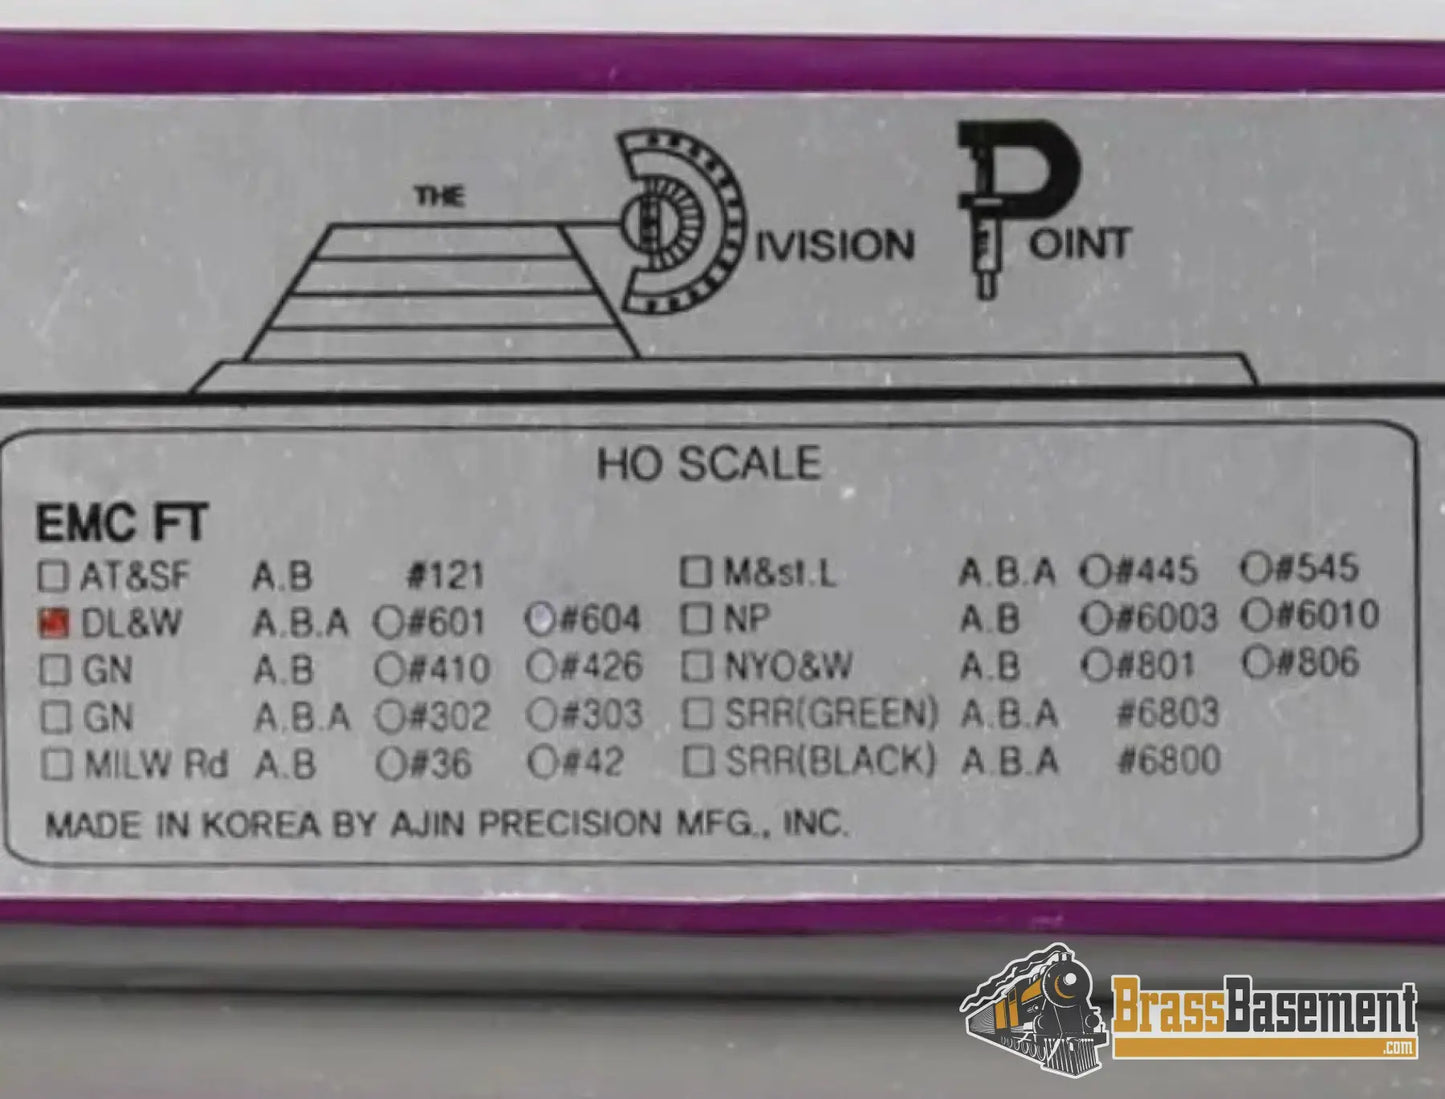 THE DIVISION POINT
HO SCALE
EMC FT
☐ AT&SF A.B #121 ☐ M&st.L A.B.A ○#445 ○#545
☒ DL&W A.B.A ○#601 ○#604 ☐ NP A.B ○#6003 ○#6010
☐ GN A.B ○#410 ○#426 ☐ NYO&W A.B ○#801 ○#806
☐ GN A.B.A ○#302 ○#303 ☐ SRR(GREEN) A.B.A #6803
☐ MILW Rd A.B ○#36 ○#42 ☐ SRR(BLACK) A.B.A #6800
MADE IN KOREA BY AJIN PRECISION MFG., INC.
BrassBasement
.com